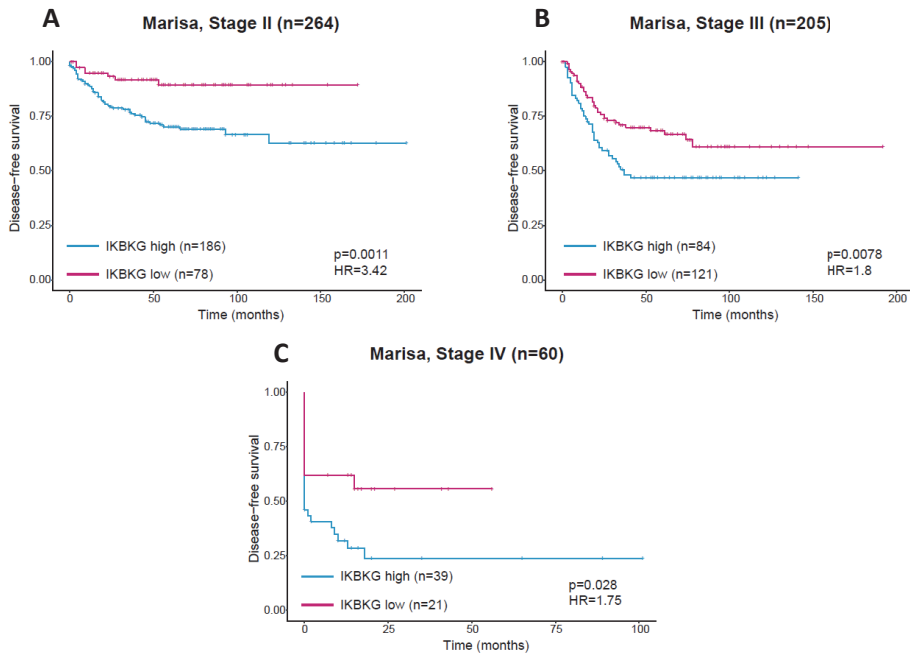 A
Marisa, Stage II (n=264)
Disease-free survival
1.00
0.75
0.50
0.25
0.00
IKBKG high (n=186)
IKBKG low (n=78)
p=0.0011
HR=3.42
0 50 100 150 200
Time (months)
B
Marisa, Stage III (n=205)
Disease-free survival
1.00
0.75
0.50
0.25
0.00
IKBKG high (n=84)
IKBKG low (n=121)
p=0.0078
HR=1.8
0 50 100 150 200
Time (months)
C
Marisa, Stage IV (n=60)
Disease-free survival
1.00
0.75
0.50
0.25
0.00
IKBKG high (n=39)
IKBKG low (n=21)
p=0.028
HR=1.75
0 25 50 75 100
Time (months)